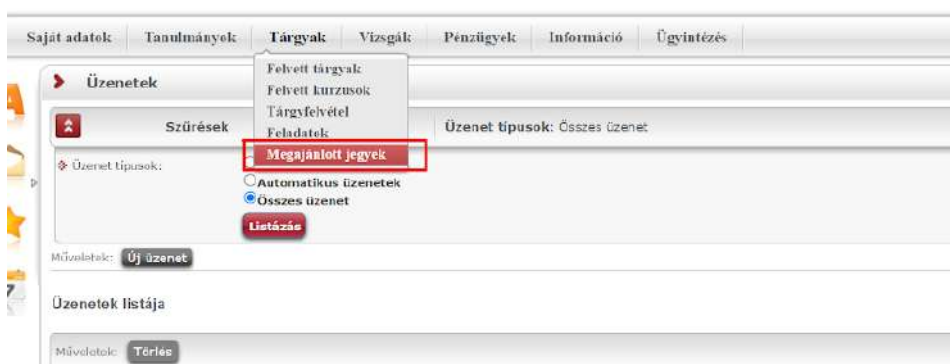 Saját adatok Tanulmányok Tárgyak Vizsgák Pénzügyek Információ Ügyintézés
Felvett tárgyak
Felvett kurzusok
Tárgyfelvétel
Feladatok
Megajánlott jegyek
Üzenetek
Szűrések Üzenet típusok: Összes üzenet
Üzenet típusok:
Automatikus üzenetek
Összes üzenet
Listázás
Műveletek: Új üzenet
Üzenetek listája
Műveletek: Törlés